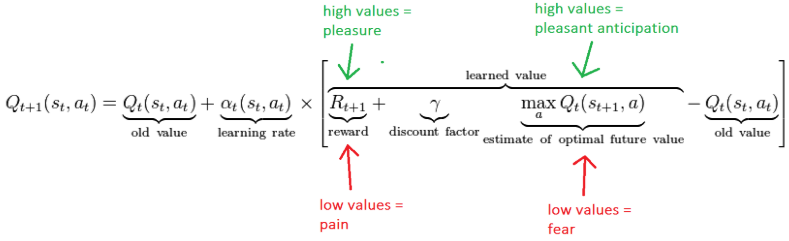 high values =
pleasure
high values =
pleasant anticipation
learned value
Q_{t+1}(s_t, a_t) = Q_t(s_t, a_t) + α_t(s_t, a_t) × [ R_{t+1} + γ max_a Q_t(s_{t+1}, a) − Q_t(s_t, a_t) ]
old value learning rate reward discount factor estimate of optimal future value old value
low values =
pain
low values =
fear